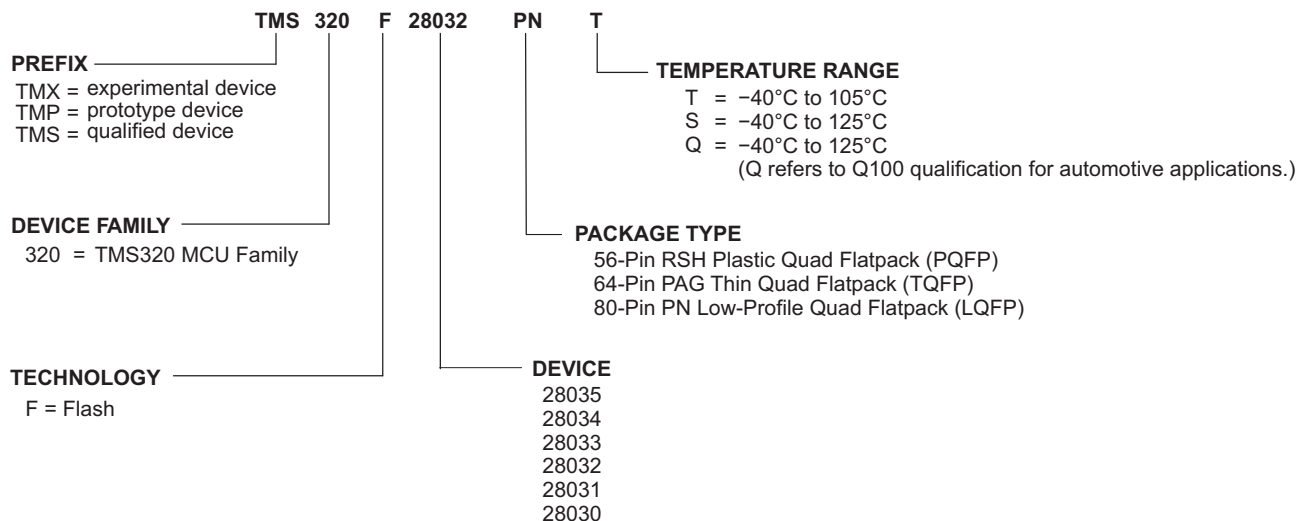 TMS 320 F 28032 PN T
PREFIX
TMX = experimental device
TMP = prototype device
TMS = qualified device
TEMPERATURE RANGE
T = −40°C to 105°C
S = −40°C to 125°C
Q = −40°C to 125°C
(Q refers to Q100 qualification for automotive applications.)
DEVICE FAMILY
320 = TMS320 MCU Family
PACKAGE TYPE
56-Pin RSH Plastic Quad Flatpack (PQFP)
64-Pin PAG Thin Quad Flatpack (TQFP)
80-Pin PN Low-Profile Quad Flatpack (LQFP)
TECHNOLOGY
F = Flash
DEVICE
28035
28034
28033
28032
28031
28030